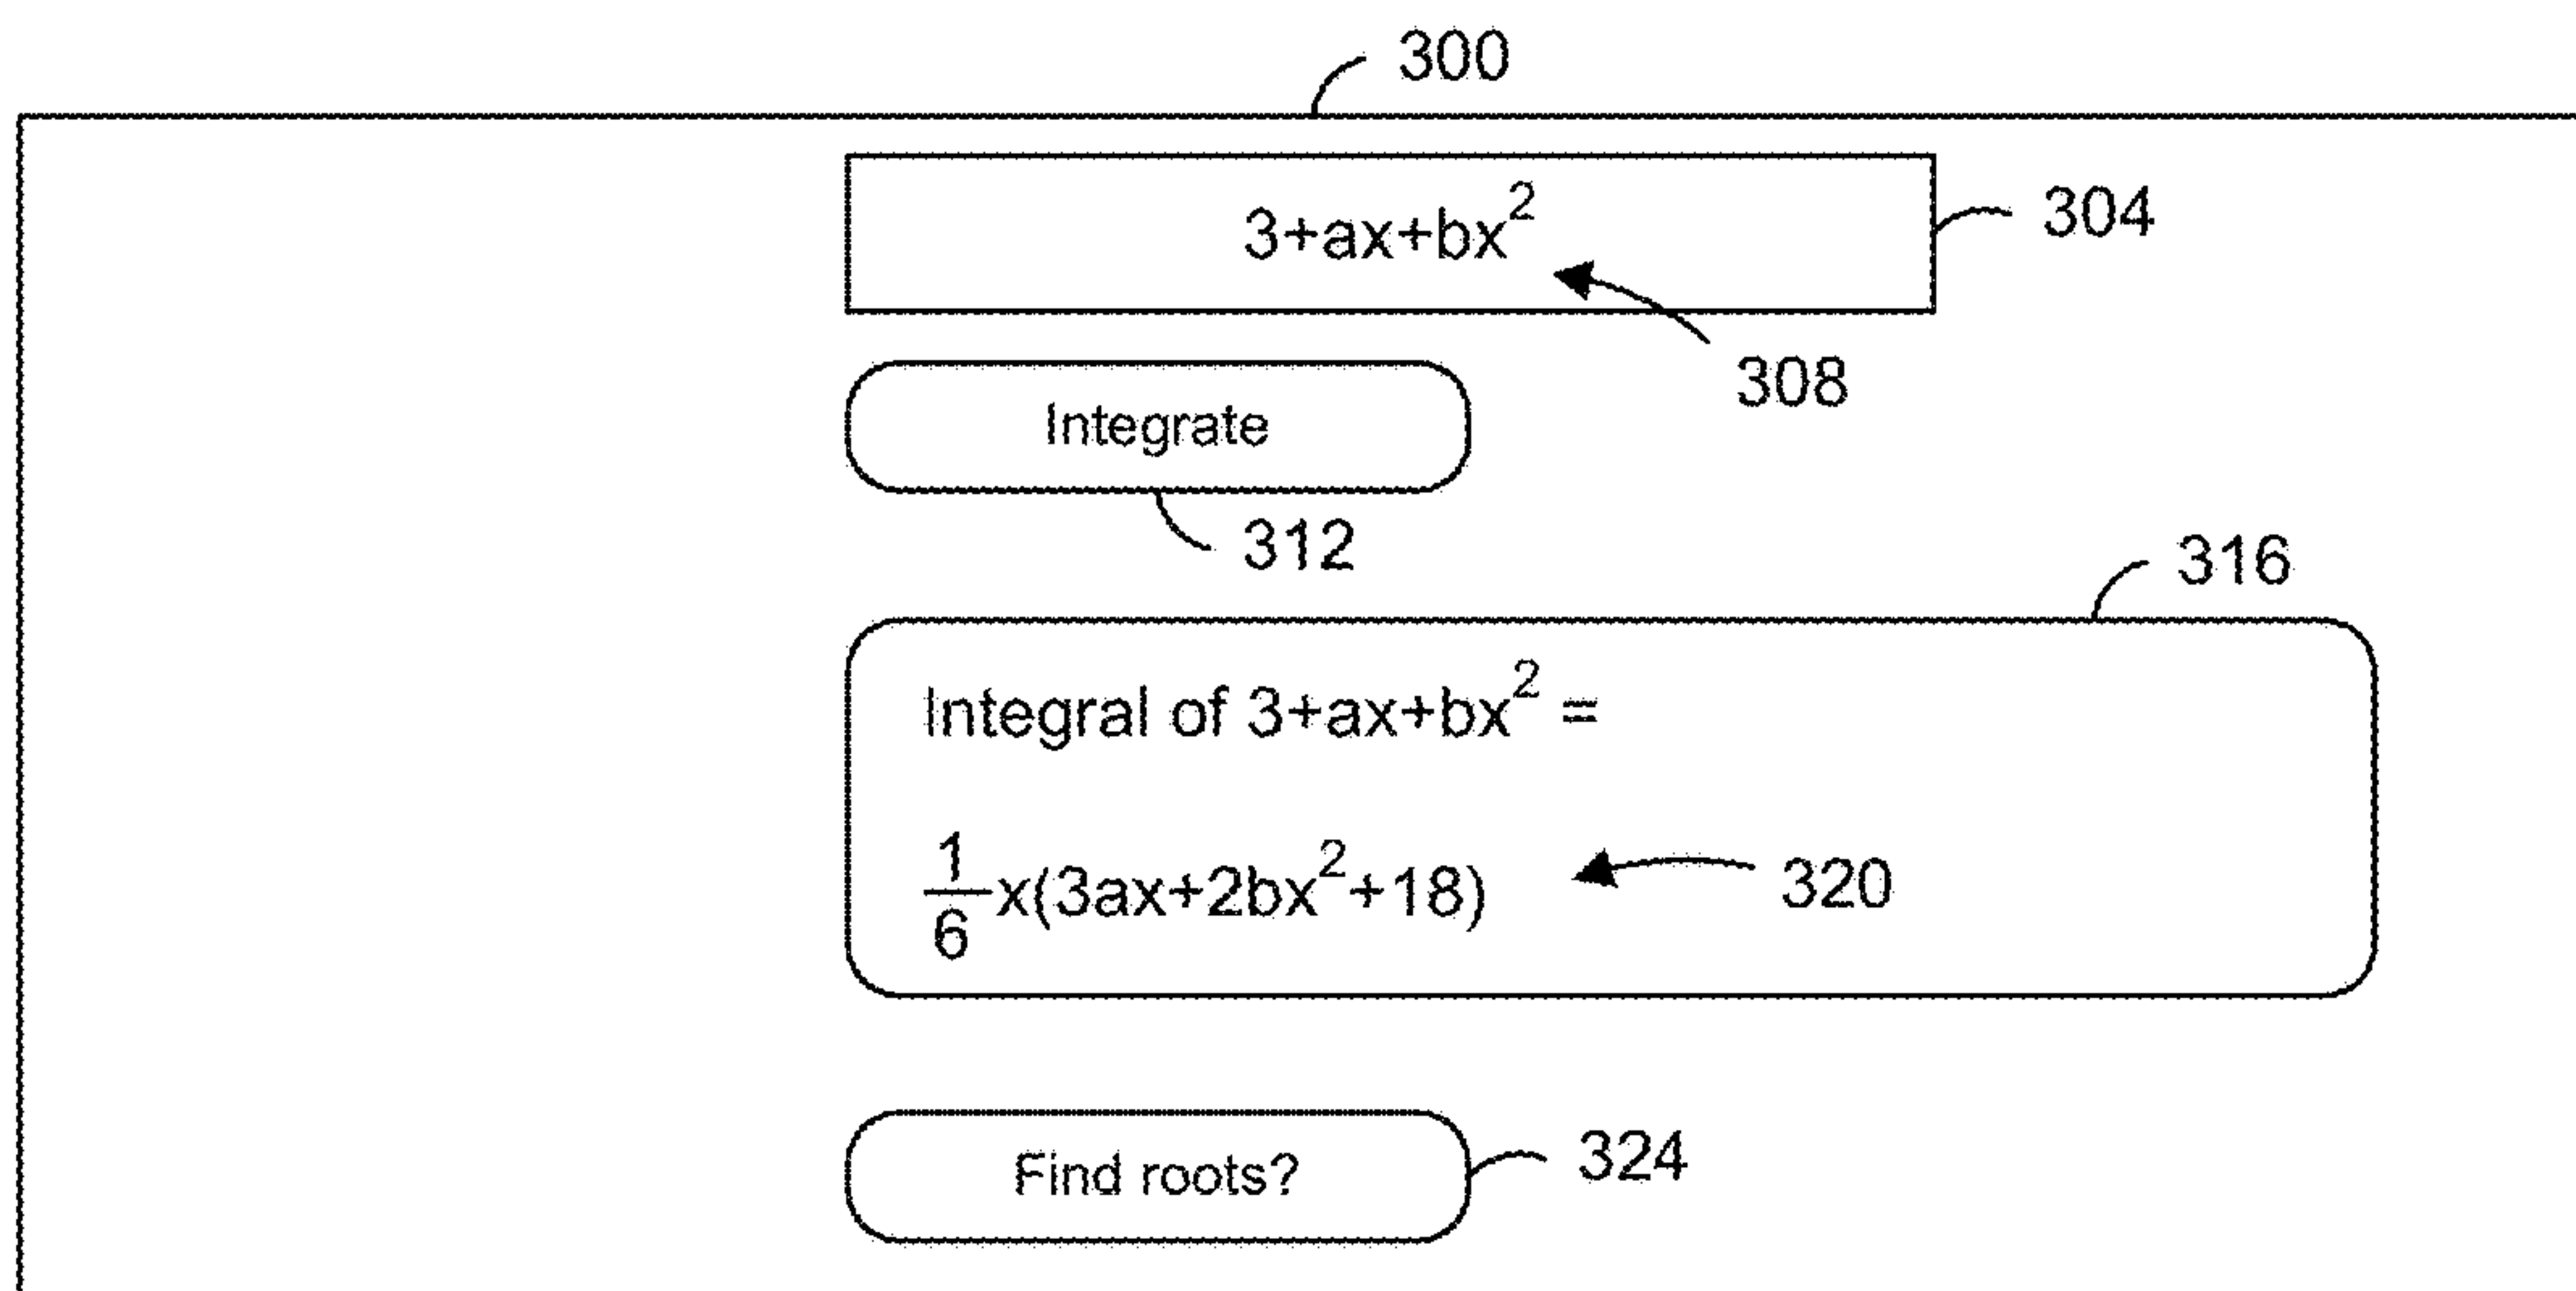 300
3+ax+bx²
304
308
Integrate
312
316
Integral of 3+ax+bx² =
1/6 x(3ax+2bx²+18)
320
Find roots?
324